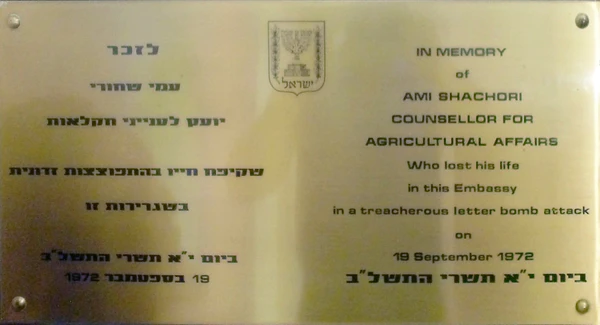 לזכר
עמי שחורי
יועץ לענייני חקלאות
שקיפח חייו בהתפוצצות זדונית
בשגרירות זו
ביום י"א תשרי התשל"ב
19 בספטמבר 1972
ישראל
IN MEMORY
of
AMI SHACHORI
COUNSELLOR FOR
AGRICULTURAL AFFAIRS
Who lost his life
in this Embassy
in a treacherous letter bomb attack
on
19 September 1972
ביום י"א תשרי התשל"ב